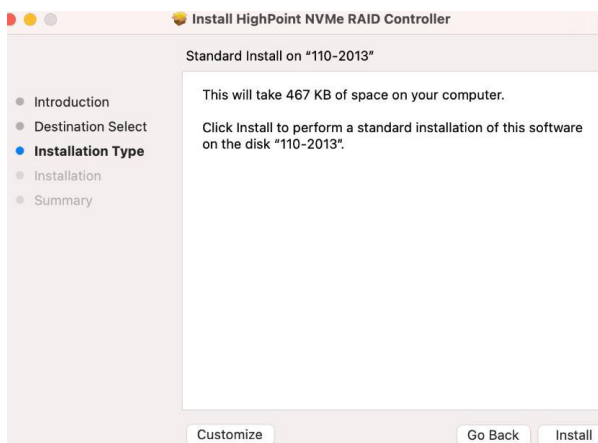 Install HighPoint NVMe RAID Controller
Standard Install on “110-2013”
Introduction
Destination Select
Installation Type
Installation
Summary
This will take 467 KB of space on your computer.
Click Install to perform a standard installation of this software
on the disk “110-2013”.
Customize
Go Back
Install